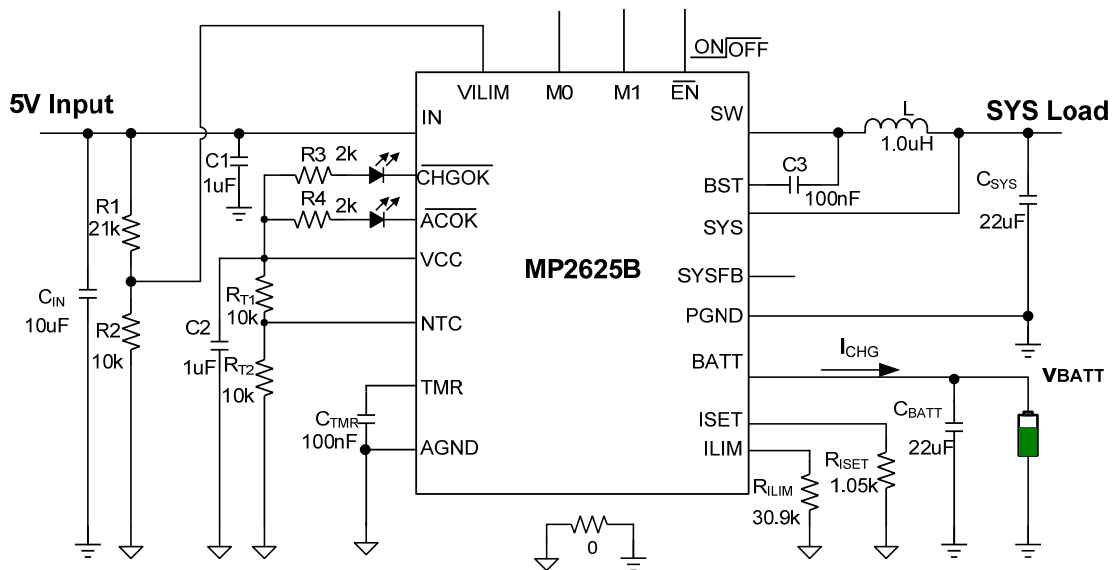 ON OFF
5V Input
VILIM M0 M1 EN
IN
SW
L
1.0uH
SYS Load
C1
1uF
R3 2k
CHGOK
R4 2k
ACOK
BST
C3
100nF
CSYS
22uF
R1
21k
SYS
VCC
MP2625B
SYSFB
CIN
10uF
RT1
10k
R2
10k
C2
1uF
NTC
PGND
RT2
10k
BATT
ICHG
VBATT
TMR
CTMR
100nF
CBATT
22uF
ISET
AGND
ILIM
RISET
1.05k
RILIM
30.9k
0